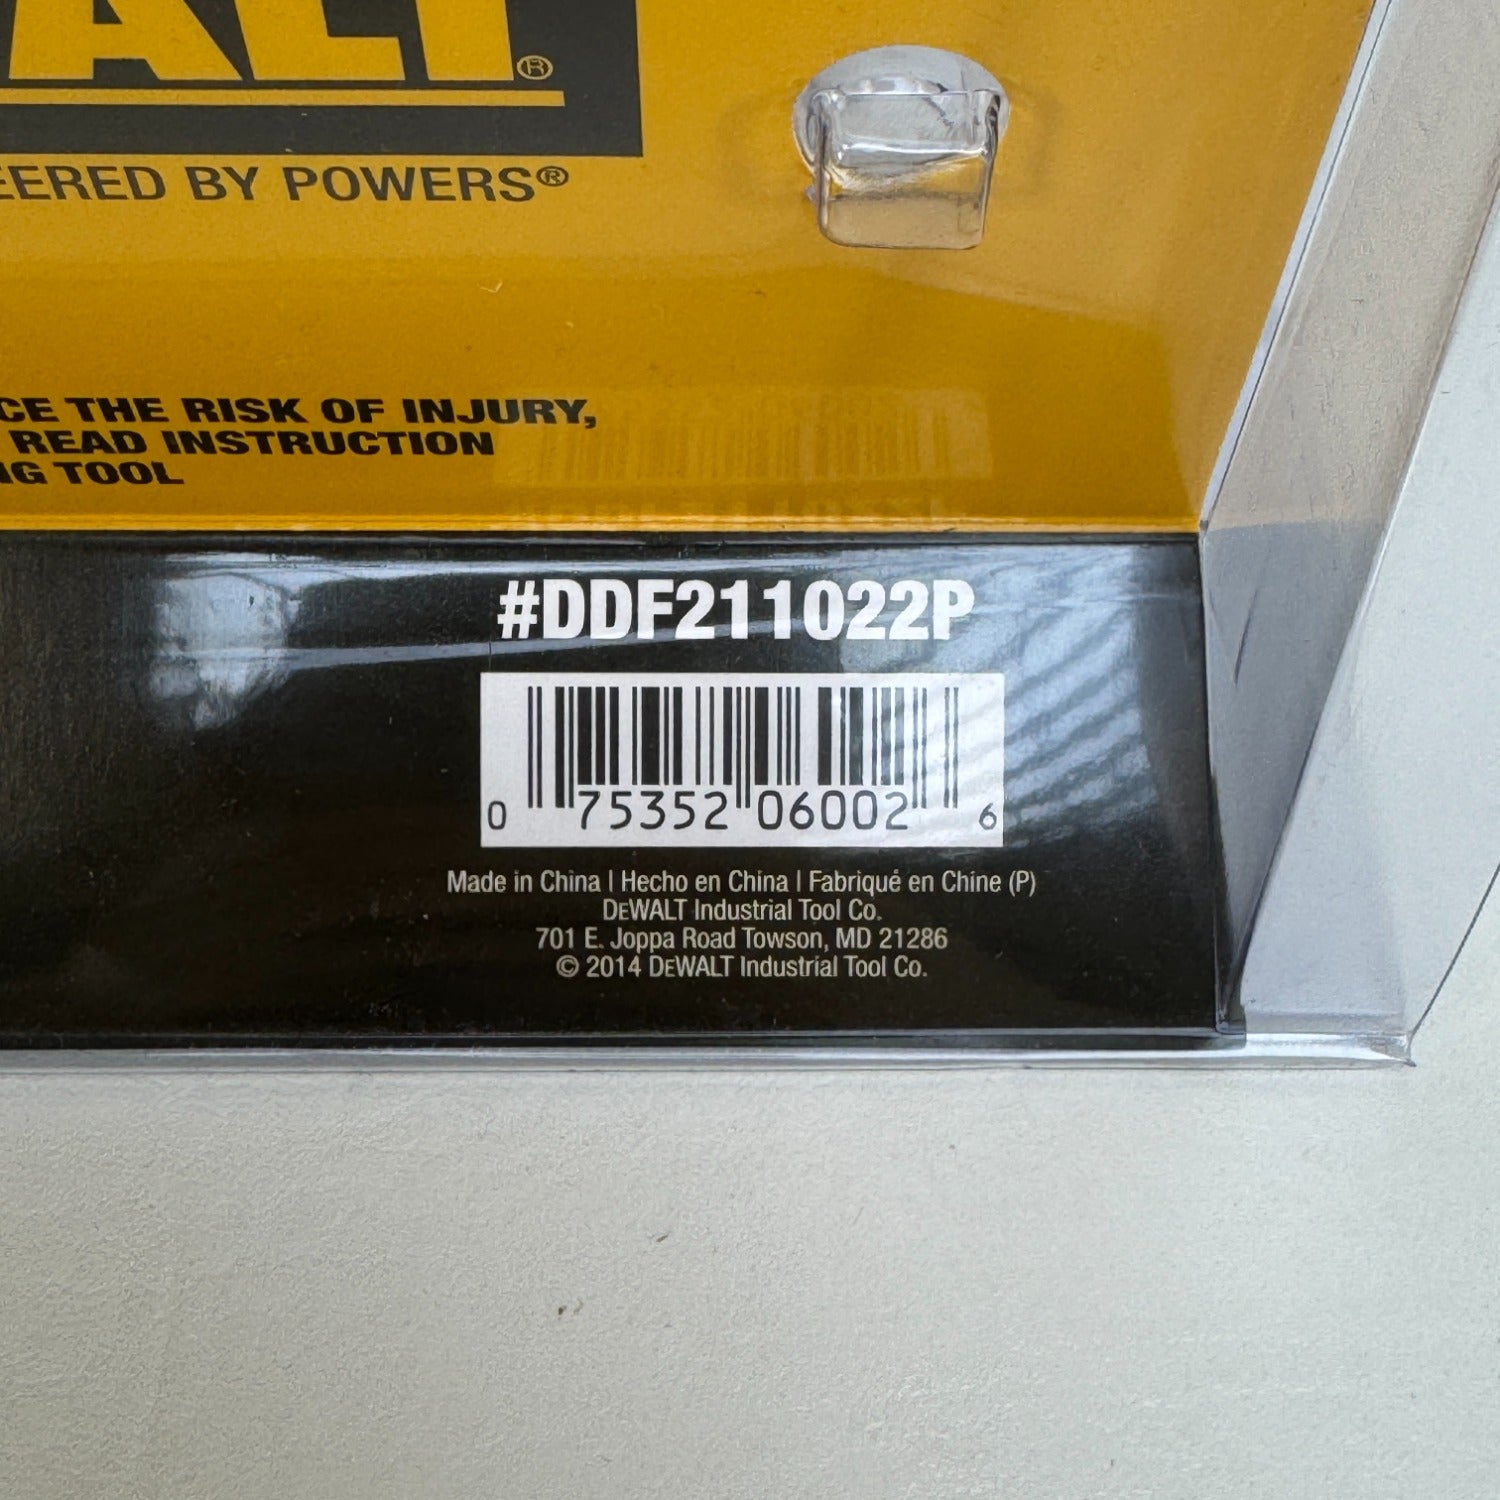 ALT®
EERED BY POWERS®
CE THE RISK OF INJURY,
READ INSTRUCTION
NG TOOL
#DDF211022P
0 75352 06002 6
Made in China | Hecho en China | Fabriqué en Chine (P)
DEWALT Industrial Tool Co.
701 E. Joppa Road Towson, MD 21286
© 2014 DEWALT Industrial Tool Co.